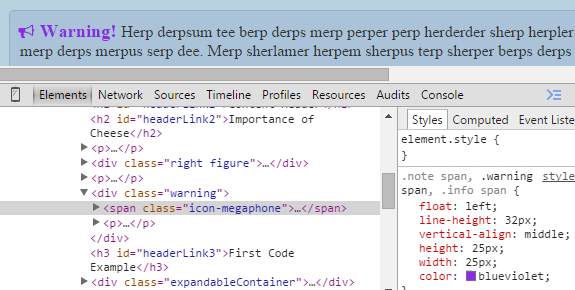 Warning! Herp derpsum tee berp derps merp perper perp herderder sherp herpler
merp derps merpus serp dee. Merp sherlamer herpem sherpus terp sherper berps derps
Elements Network Sources Timeline Profiles Resources Audits Console
<h2 id="headerLink2">Importance of
Cheese</h2>
<p>…</p>
<div class="right figure">…</div>
<p>…</p>
<div class="warning">
<span class="icon-megaphone">…</span>
<p>…</p>
</div>
<h3 id="headerLink3">First Code
Example</h3>
<div class="expandableContainer">…</div>
Styles Computed Event Liste
element.style {
}
.note span, .warning style
span, .info span {
float: left;
line-height: 32px;
vertical-align: middle;
height: 25px;
width: 25px;
color: blueviolet;
}